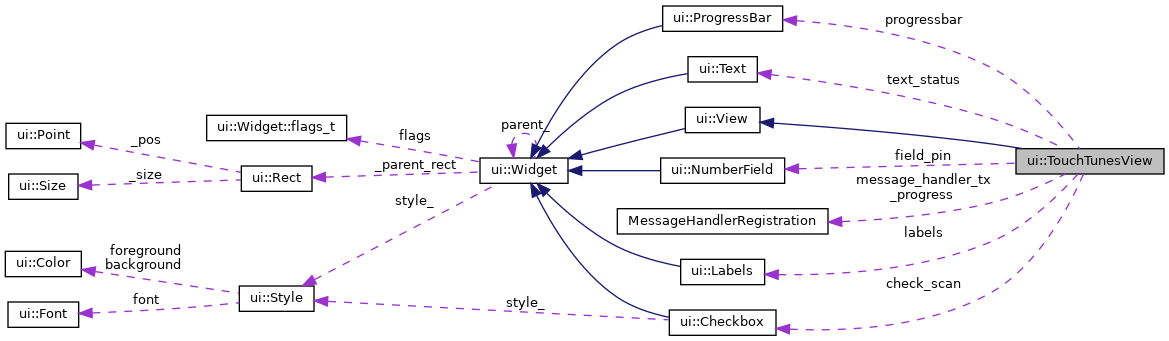 ui::ProgressBar
progressbar
ui::Text
text_status
ui::View
ui::Widget::flags_t
flags
parent_
ui::Point
_pos
ui::TouchTunesView
field_pin
ui::NumberField
ui::Widget
_parent_rect
ui::Rect
_size
ui::Size
message_handler_tx
_progress
style_
MessageHandlerRegistration
labels
foreground
background
ui::Color
ui::Labels
check_scan
font
ui::Style
style_
ui::Font
ui::Checkbox